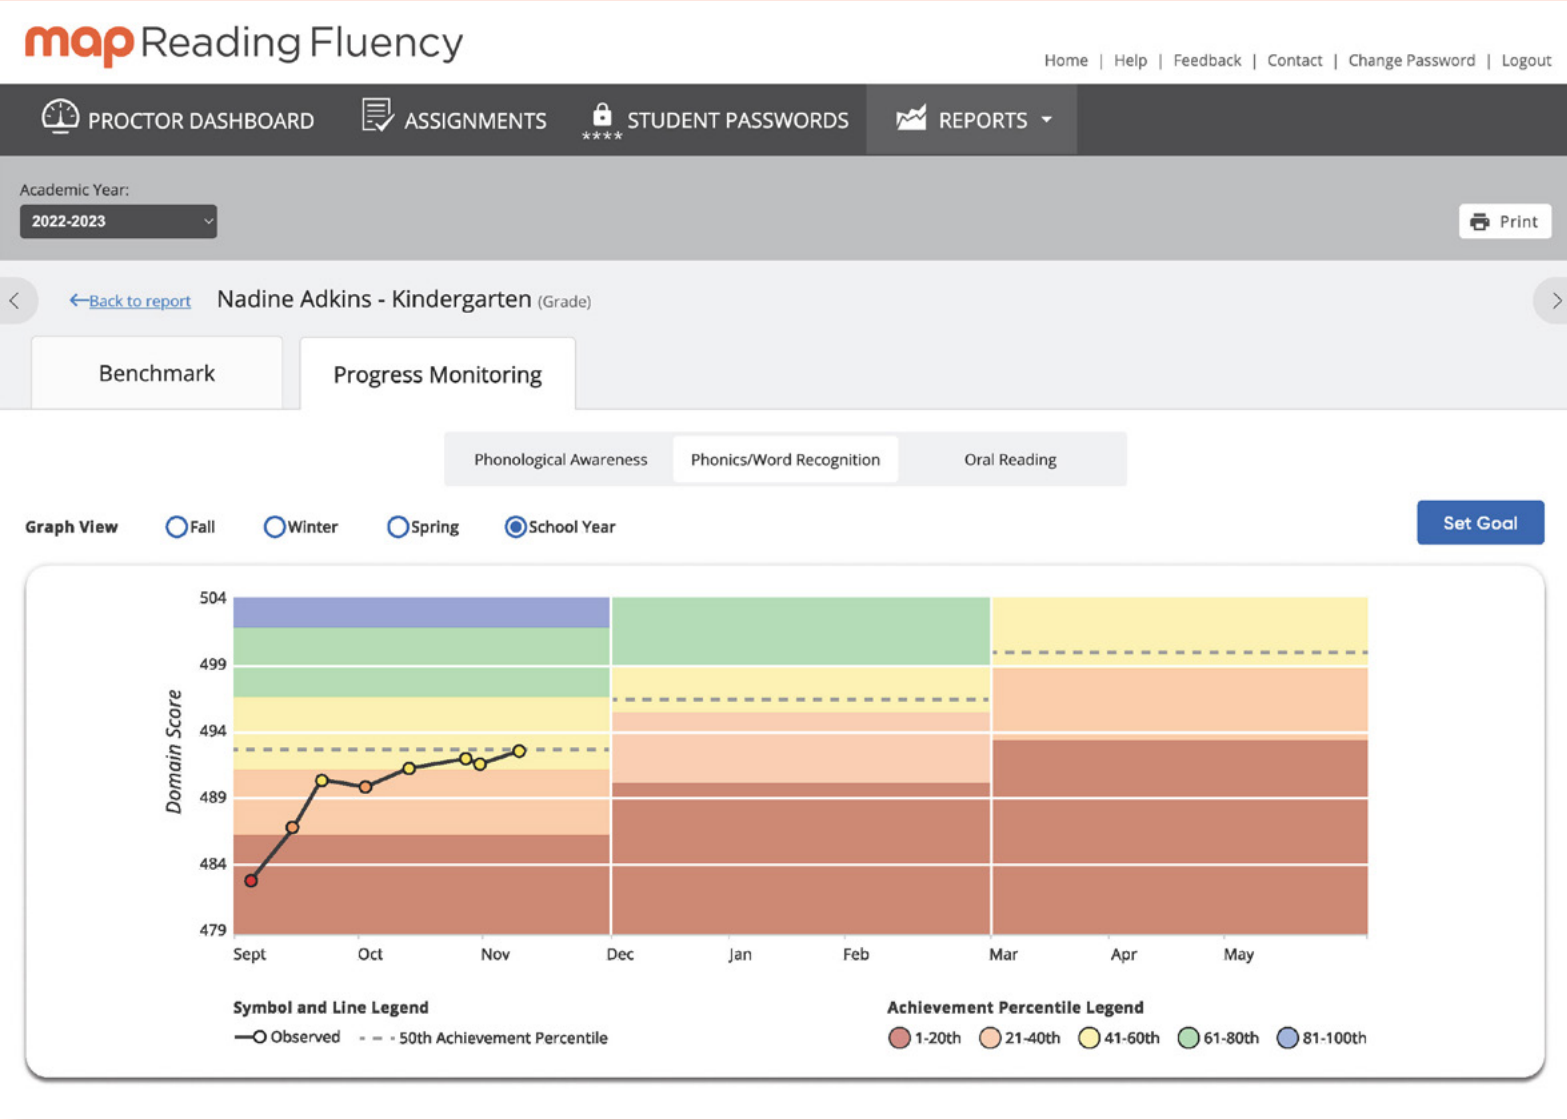 map Reading Fluency
Home | Help | Feedback | Contact | Change Password | Logout
PROCTOR DASHBOARD ASSIGNMENTS **** STUDENT PASSWORDS REPORTS
Academic Year:
2022-2023
Print
Back to report Nadine Adkins - Kindergarten (Grade)
Benchmark Progress Monitoring
Phonological Awareness Phonics/Word Recognition Oral Reading
Graph View Fall Winter Spring School Year
Set Goal
Domain Score
504
499
494
489
484
479
Sept Oct Nov Dec Jan Feb Mar Apr May
Symbol and Line Legend
Observed 50th Achievement Percentile
Achievement Percentile Legend
1-20th 21-40th 41-60th 61-80th 81-100th